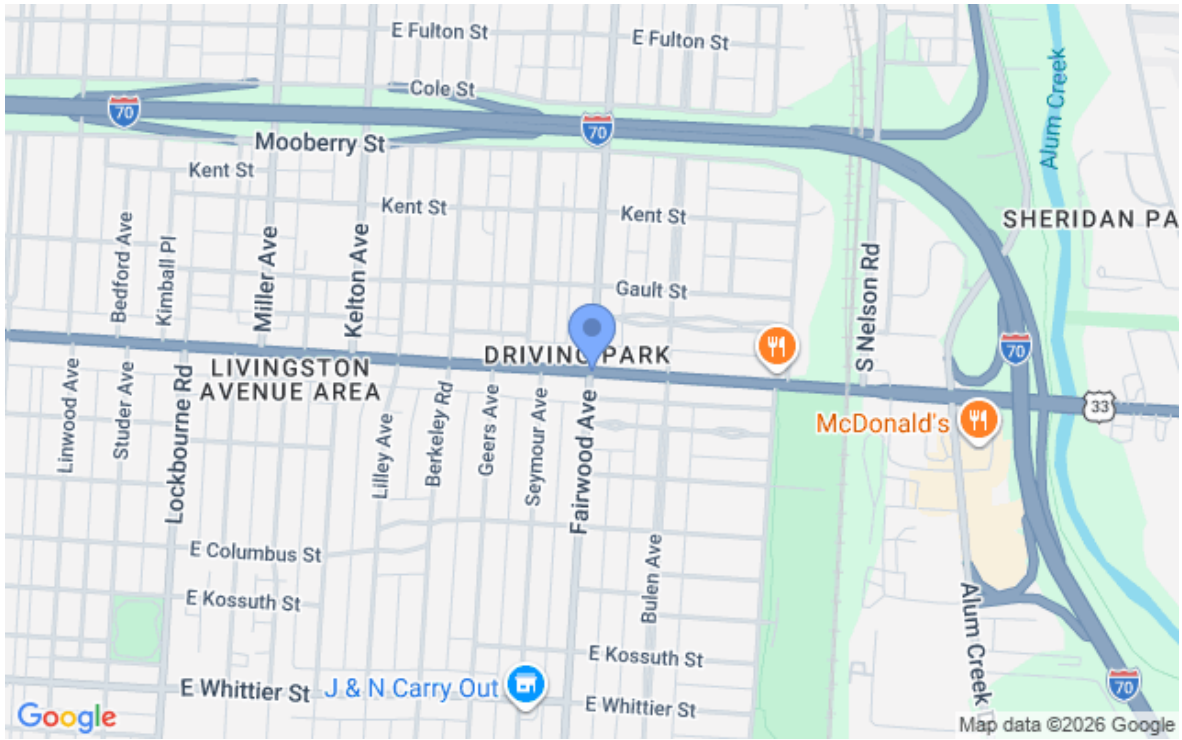 E Fulton St
E Fulton St
Cole St
70
70
Mooberry St
Alum Creek
Kent St
Kent St
Kent St
SHERIDAN PA
Bedford Ave
Kimball Pl
Miller Ave
Kelton Ave
S Nelson Rd
Gault St
DRIVING PARK
70
LIVINGSTON
AVENUE AREA
33
McDonald's
Linwood Ave
Studer Ave
Lockbourne Rd
Lilley Ave
Berkeley Rd
Geers Ave
Seymour Ave
Fairwood Ave
E Columbus St
Bulen Ave
E Kossuth St
Alum Creek D
E Kossuth St
E Whittier St
J & N Carry Out
E Whittier St
70
Google
Map data ©2026 Google